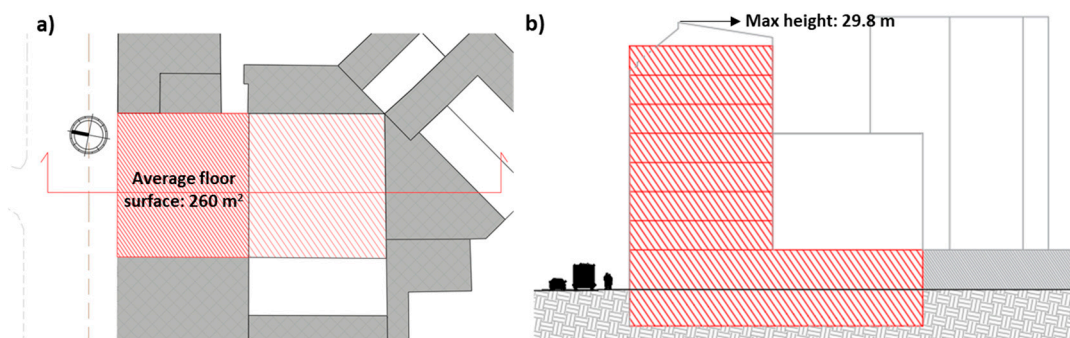 a)
Average floor
surface: 260 m²
b)
Max height: 29.8 m